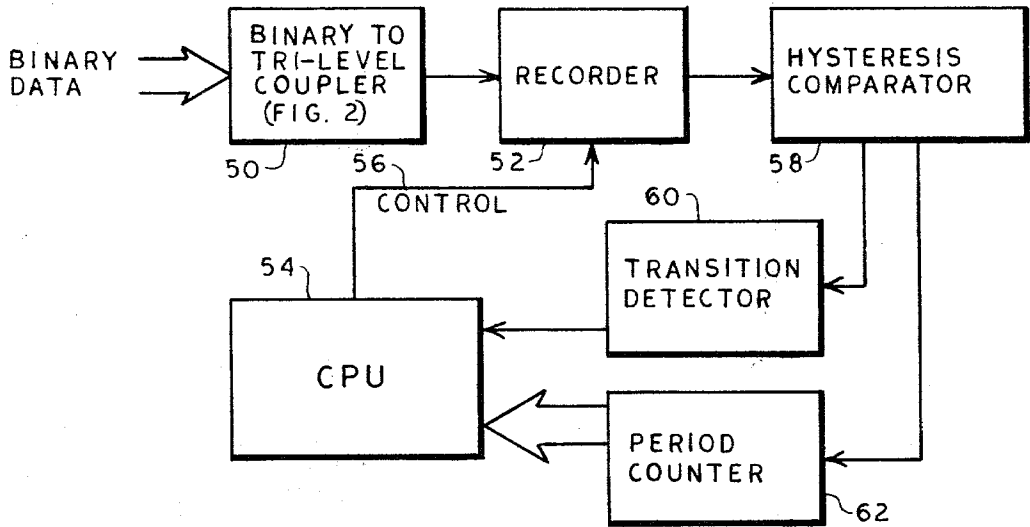 BINARY
DATA
BINARY TO
TRI-LEVEL
COUPLER
(FIG. 2)
50
RECORDER
52
HYSTERESIS
COMPARATOR
58
56
CONTROL
60
TRANSITION
DETECTOR
54
CPU
PERIOD
COUNTER
62